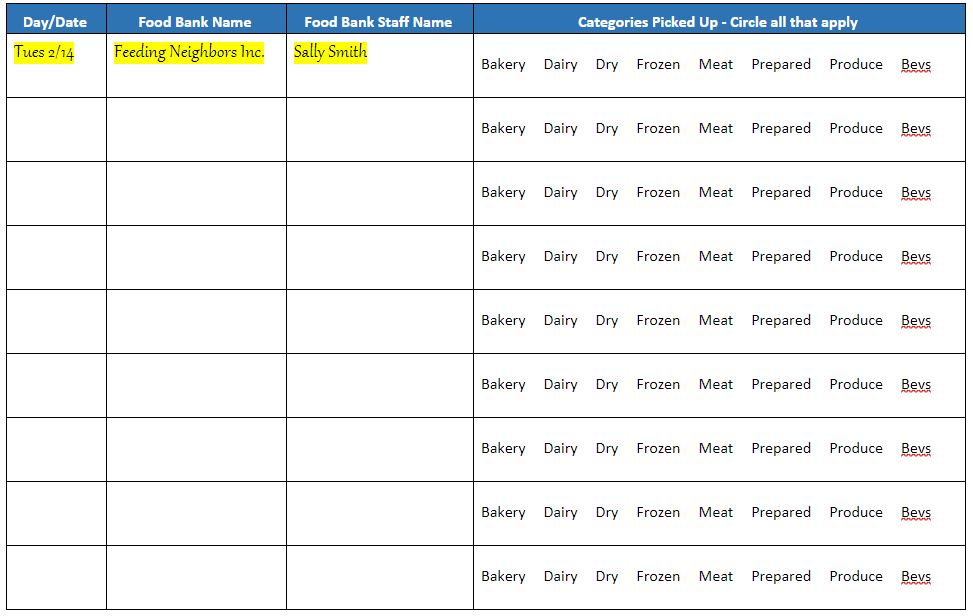 Day/Date Food Bank Name Food Bank Staff Name Categories Picked Up - Circle all that apply
Tues 2/14 Feeding Neighbors Inc. Sally Smith Bakery Dairy Dry Frozen Meat Prepared Produce Bevs
Bakery Dairy Dry Frozen Meat Prepared Produce Bevs
Bakery Dairy Dry Frozen Meat Prepared Produce Bevs
Bakery Dairy Dry Frozen Meat Prepared Produce Bevs
Bakery Dairy Dry Frozen Meat Prepared Produce Bevs
Bakery Dairy Dry Frozen Meat Prepared Produce Bevs
Bakery Dairy Dry Frozen Meat Prepared Produce Bevs
Bakery Dairy Dry Frozen Meat Prepared Produce Bevs
Bakery Dairy Dry Frozen Meat Prepared Produce Bevs